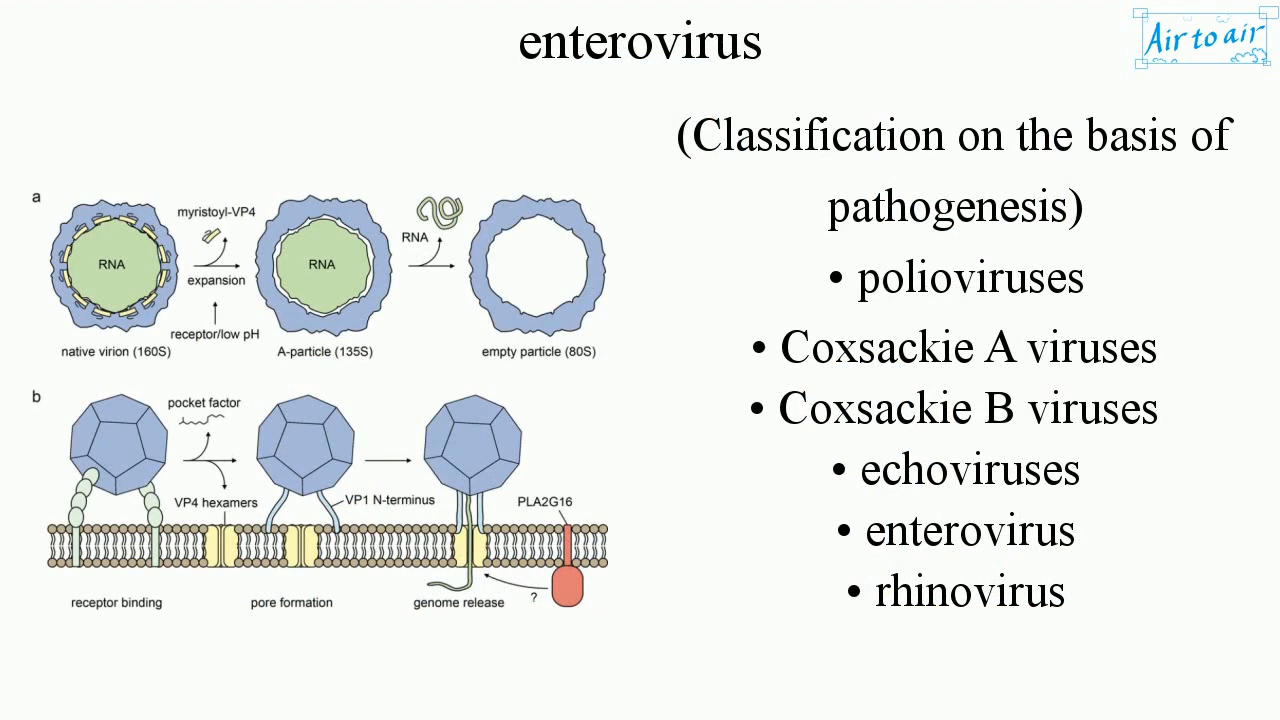 enterovirus
Air to air
(Classification on the basis of
pathogenesis)
• polioviruses
• Coxsackie A viruses
• Coxsackie B viruses
• echoviruses
• enterovirus
• rhinovirus
a
myristoyl-VP4
RNA
RNA
RNA
expansion
receptor/low pH
native virion (160S)
A-particle (135S)
empty particle (80S)
b
pocket factor
VP4 hexamers
VP1 N-terminus
PLA2G16
?
receptor binding
pore formation
genome release